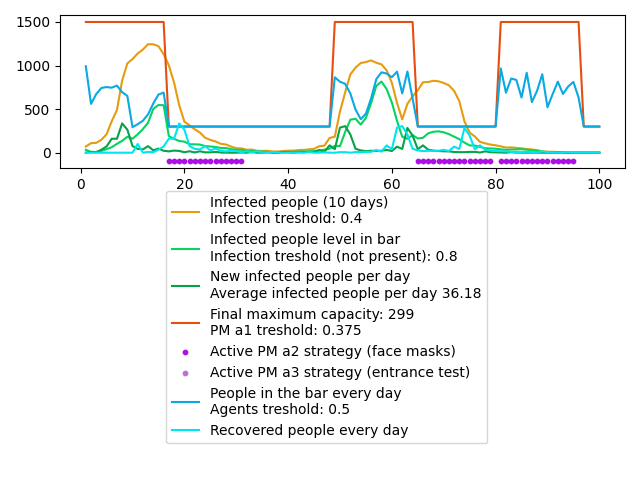 1500
1000
500
0
0
20
40
60
80
100
Infected people (10 days)
Infection treshold: 0.4
Infected people level in bar
Infection treshold (not present): 0.8
New infected people per day
Average infected people per day 36.18
Final maximum capacity: 299
PM a1 treshold: 0.375
Active PM a2 strategy (face masks)
Active PM a3 strategy (entrance test)
People in the bar every day
Agents treshold: 0.5
Recovered people every day